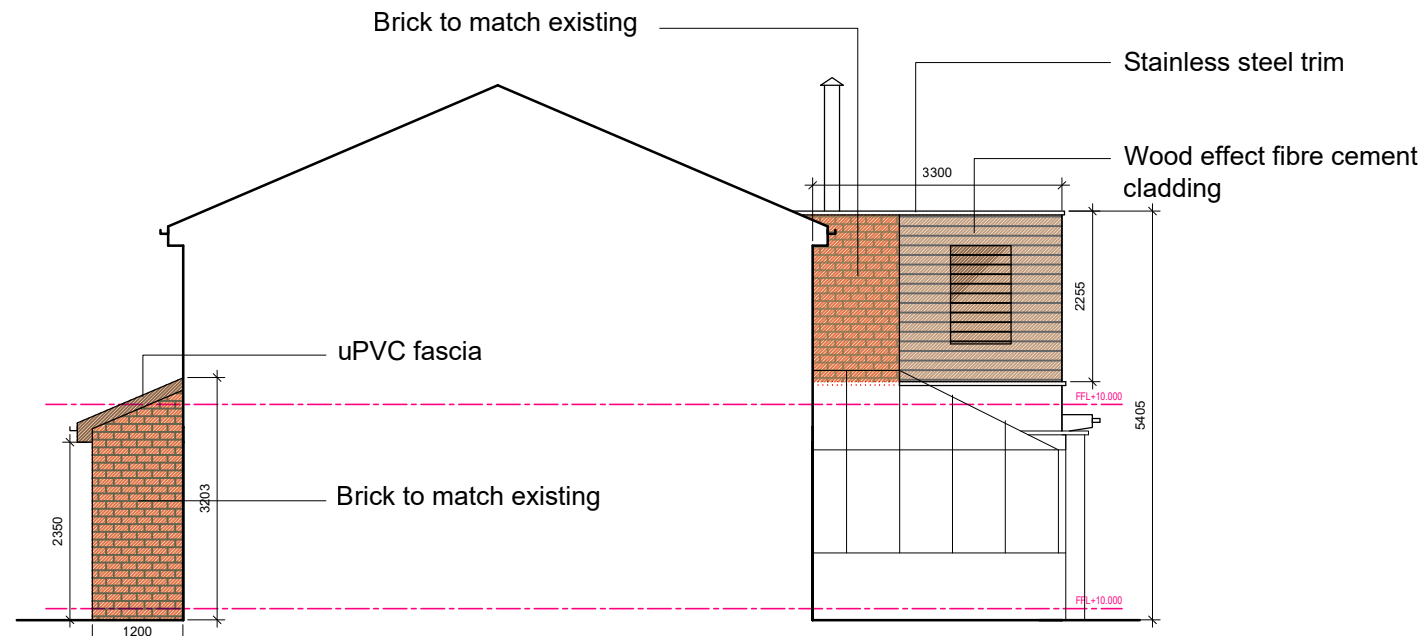 Brick to match existing
Stainless steel trim
Wood effect fibre cement
cladding
3300
2255
uPVC fascia
FFL+10.000
5405
Brick to match existing
3203
2350
FFL+10.000
1200